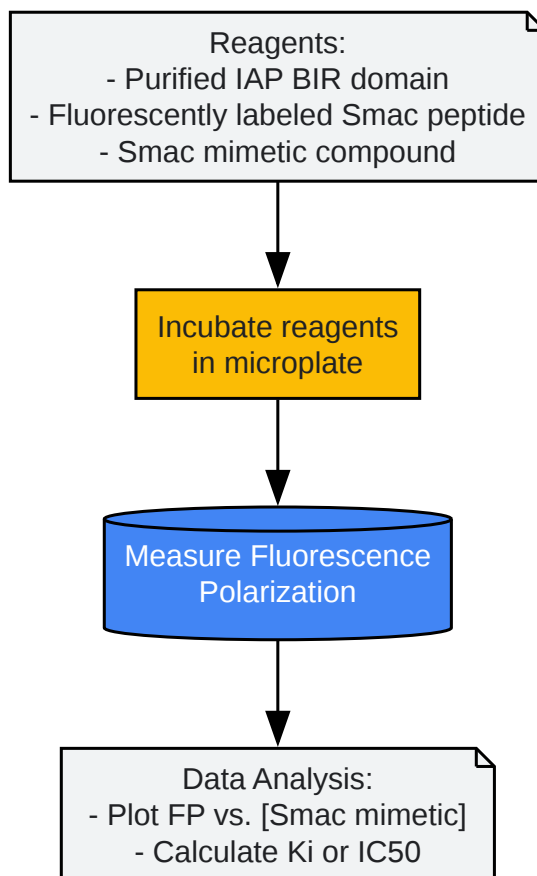 Reagents:
- Purified IAP BIR domain
- Fluorescently labeled Smac peptide
- Smac mimetic compound
Incubate reagents
in microplate
Measure Fluorescence
Polarization
Data Analysis:
- Plot FP vs. [Smac mimetic]
- Calculate Ki or IC50